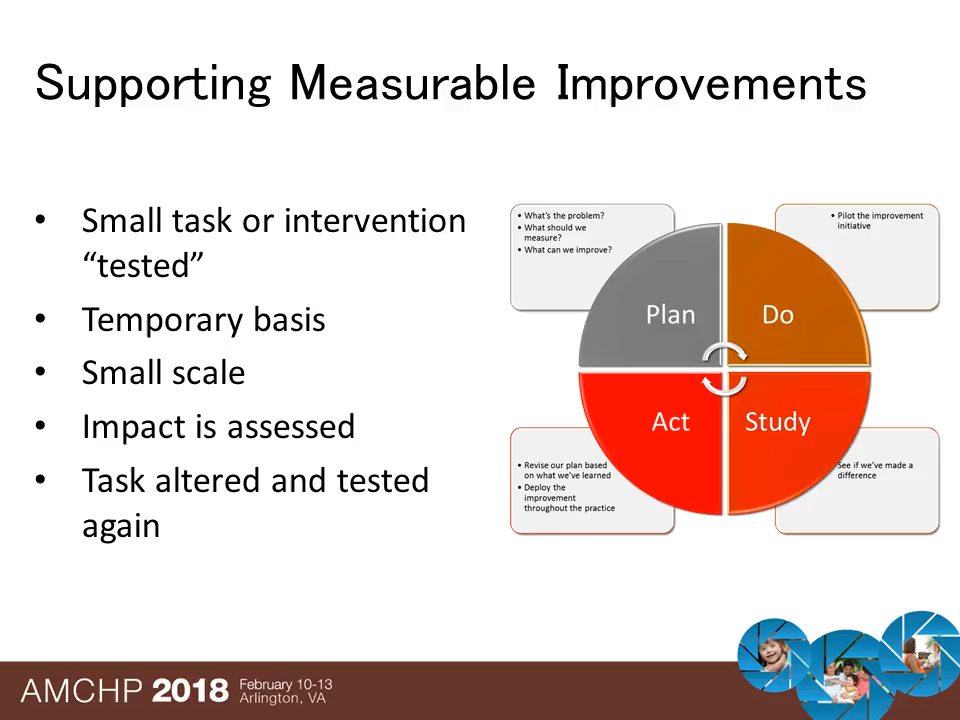 Supporting Measurable Improvements
• Small task or intervention
“tested”
• Temporary basis
• Small scale
• Impact is assessed
• Task altered and tested
again
• What's the problem?
• What should we
measure?
• What can we improve?
• Pilot the improvement
initiative
Plan
Do
Act
Study
• Revise our plan based
on what we've learned
• Deploy the
improvement
throughout the practice
See if we've made a
difference
AMCHP 2018 February 10-13
Arlington, VA